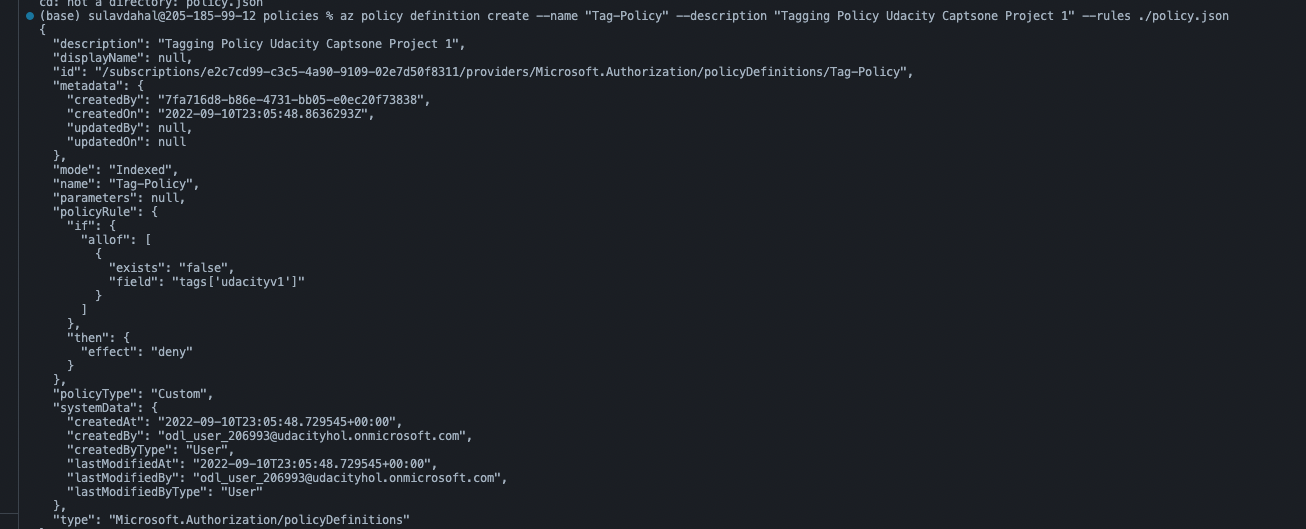 cd: not a directory: policy.json
(base) sulavdahal@205-185-99-12 policies % az policy definition create --name "Tag-Policy" --description "Tagging Policy Udacity Captsone Project 1" --rules ./policy.json
{
  "description": "Tagging Policy Udacity Captsone Project 1",
  "displayName": null,
  "id": "/subscriptions/e2c7cd99-c3c5-4a90-9109-02e7d50f8311/providers/Microsoft.Authorization/policyDefinitions/Tag-Policy",
  "metadata": {
    "createdBy": "7fa716d8-b86e-4731-bb05-e0ec20f73838",
    "createdOn": "2022-09-10T23:05:48.8636293Z",
    "updatedBy": null,
    "updatedOn": null
  },
  "mode": "Indexed",
  "name": "Tag-Policy",
  "parameters": null,
  "policyRule": {
    "if": {
      "allof": [
        {
          "exists": "false",
          "field": "tags['udacityv1']"
        }
      ]
    },
    "then": {
      "effect": "deny"
    }
  },
  "policyType": "Custom",
  "systemData": {
    "createdAt": "2022-09-10T23:05:48.729545+00:00",
    "createdBy": "odl_user_206993@udacityhol.onmicrosoft.com",
    "createdByType": "User",
    "lastModifiedAt": "2022-09-10T23:05:48.729545+00:00",
    "lastModifiedBy": "odl_user_206993@udacityhol.onmicrosoft.com",
    "lastModifiedByType": "User"
  },
  "type": "Microsoft.Authorization/policyDefinitions"